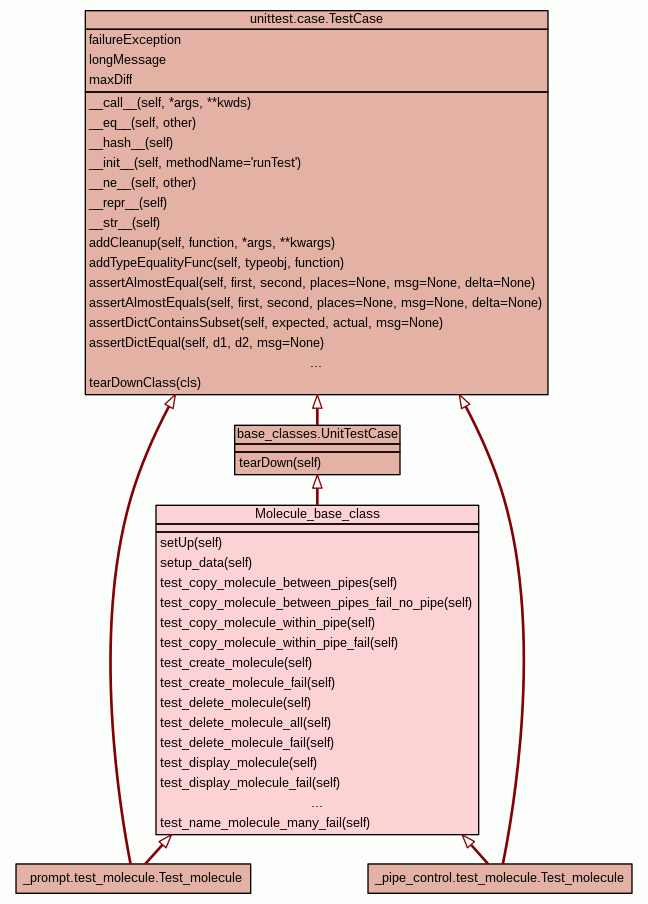 unittest.case.TestCase
failureException
longMessage
maxDiff
__call__(self, *args, **kwds)
__eq__(self, other)
__hash__(self)
__init__(self, methodName='runTest')
__ne__(self, other)
__repr__(self)
__str__(self)
addCleanup(self, function, *args, **kwargs)
addTypeEqualityFunc(self, typeobj, function)
assertAlmostEqual(self, first, second, places=None, msg=None, delta=None)
assertAlmostEquals(self, first, second, places=None, msg=None, delta=None)
assertDictContainsSubset(self, expected, actual, msg=None)
assertDictEqual(self, d1, d2, msg=None)
...
tearDownClass(cls)
base_classes.UnitTestCase
tearDown(self)
Molecule_base_class
setUp(self)
setup_data(self)
test_copy_molecule_between_pipes(self)
test_copy_molecule_between_pipes_fail_no_pipe(self)
test_copy_molecule_within_pipe(self)
test_copy_molecule_within_pipe_fail(self)
test_create_molecule(self)
test_create_molecule_fail(self)
test_delete_molecule(self)
test_delete_molecule_all(self)
test_delete_molecule_fail(self)
test_display_molecule(self)
test_display_molecule_fail(self)
...
test_name_molecule_many_fail(self)
_prompt.test_molecule.Test_molecule
_pipe_control.test_molecule.Test_molecule